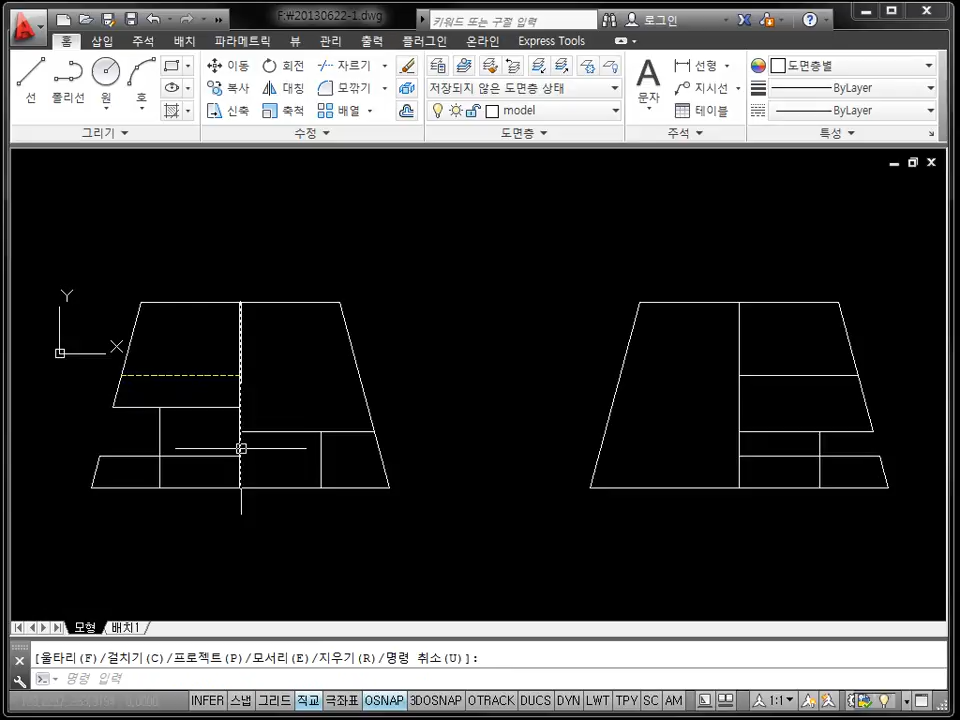 F:₩20130622-1.dwg 키워드 또는 구절 입력 로그인
홈 삽입 주석 배치 파라메트릭 뷰 관리 출력 플러그인 온라인 Express Tools
이동 회전 자르기 도면층별
선 폴리선 원 호 복사 대칭 모깎기 저장되지 않은 도면층 상태 문자 선형 지시선 ByLayer
신축 축척 배열 model 테이블 ByLayer
그리기 수정 도면층 주석 특성
Y
X
모형 배치1
[울타리(F)/걸치기(C)/프로젝트(P)/모서리(E)/지우기(R)/명령 취소(U)]:
명령 입력
INFER 스냅 그리드 직교 극좌표 OSNAP 3DOSNAP OTRACK DUCS DYN LWT TPY SC AM 1:1